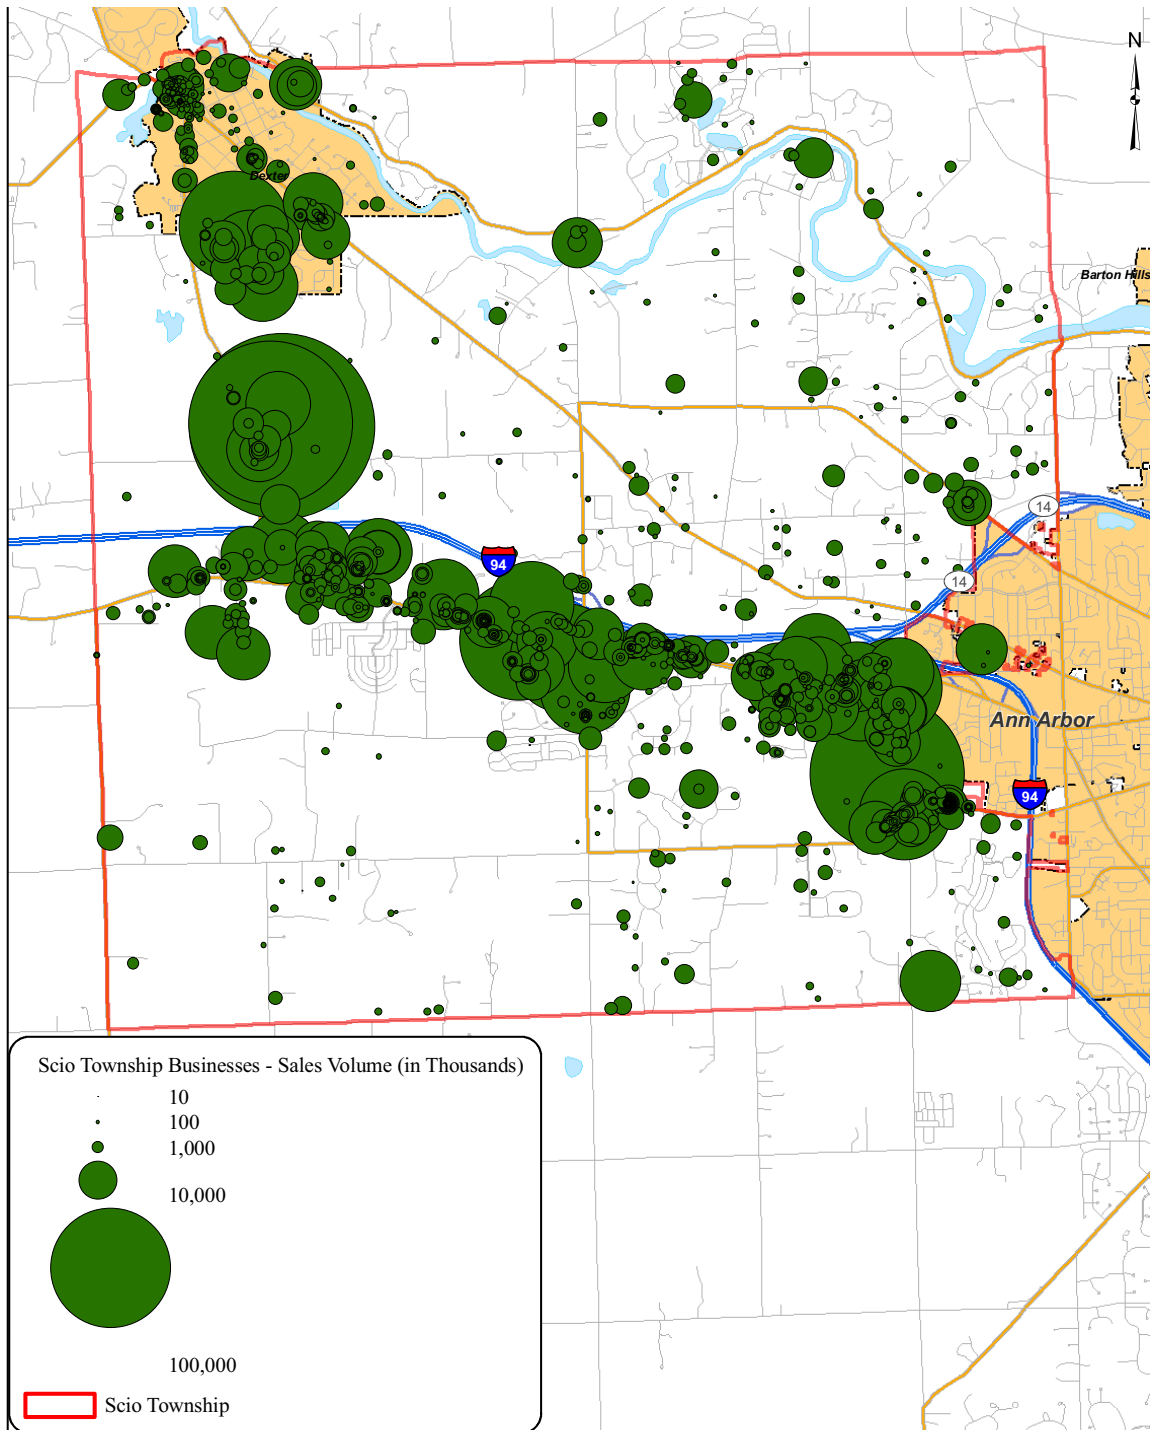 N
Dexter
Barton Hills
14
94
14
Ann Arbor
94
Scio Township Businesses - Sales Volume (in Thousands)
10
100
1,000
10,000
100,000
Scio Township